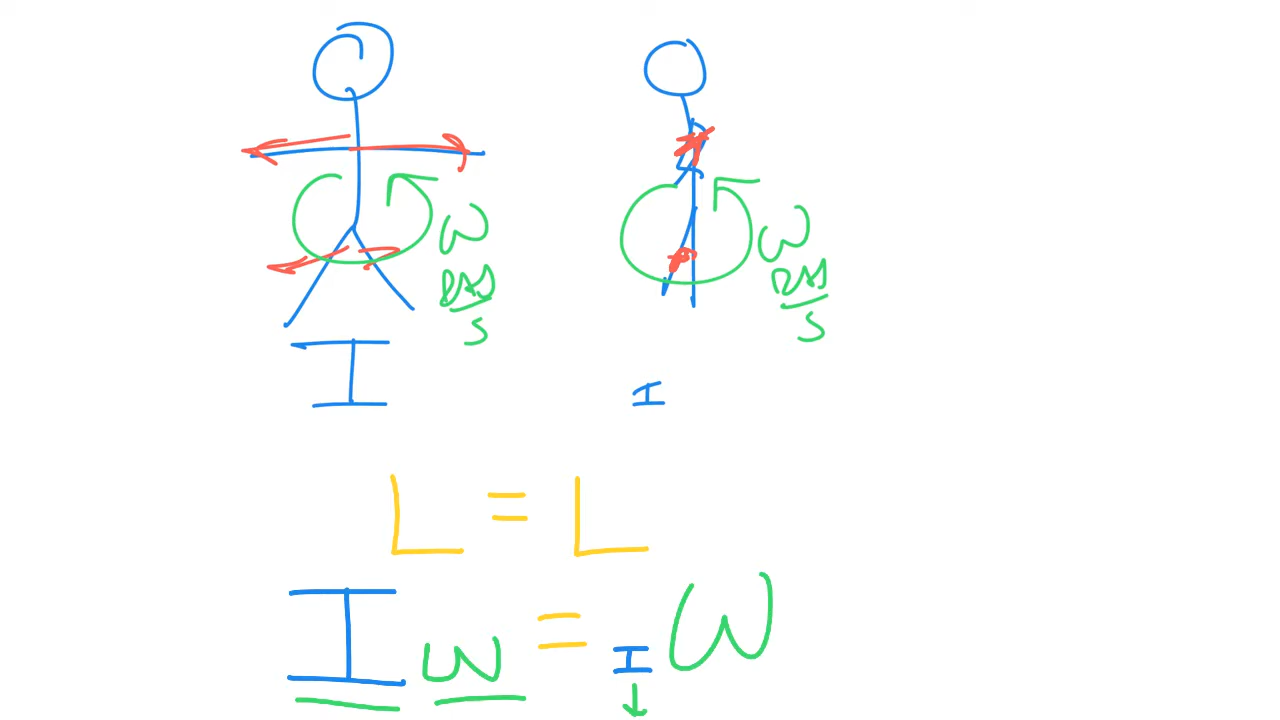 ω ω
RAD/S RAD/S
I I
L = L
I ω = I ω